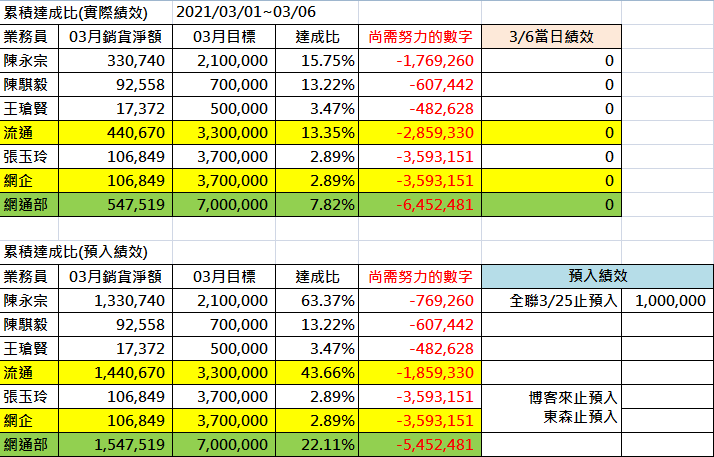 累積達成比(實際績效) 2021/03/01~03/06
業務員 03月銷貨淨額 03月目標 達成比 尚需努力的數字 3/6當日績效
陳永宗 330,740 2,100,000 15.75% -1,769,260 0
陳騏毅 92,558 700,000 13.22% -607,442 0
王瑲賢 17,372 500,000 3.47% -482,628 0
流通 440,670 3,300,000 13.35% -2,859,330 0
張玉玲 106,849 3,700,000 2.89% -3,593,151 0
網企 106,849 3,700,000 2.89% -3,593,151 0
網通部 547,519 7,000,000 7.82% -6,452,481 0
累積達成比(預入績效)
業務員 03月銷貨淨額 03月目標 達成比 尚需努力的數字 預入績效
陳永宗 1,330,740 2,100,000 63.37% -769,260 全聯3/25止預入 1,000,000
陳騏毅 92,558 700,000 13.22% -607,442
王瑲賢 17,372 500,000 3.47% -482,628
流通 1,440,670 3,300,000 43.66% -1,859,330
張玉玲 106,849 3,700,000 2.89% -3,593,151 博客來止預入
網企 106,849 3,700,000 2.89% -3,593,151 東森止預入
網通部 1,547,519 7,000,000 22.11% -5,452,481